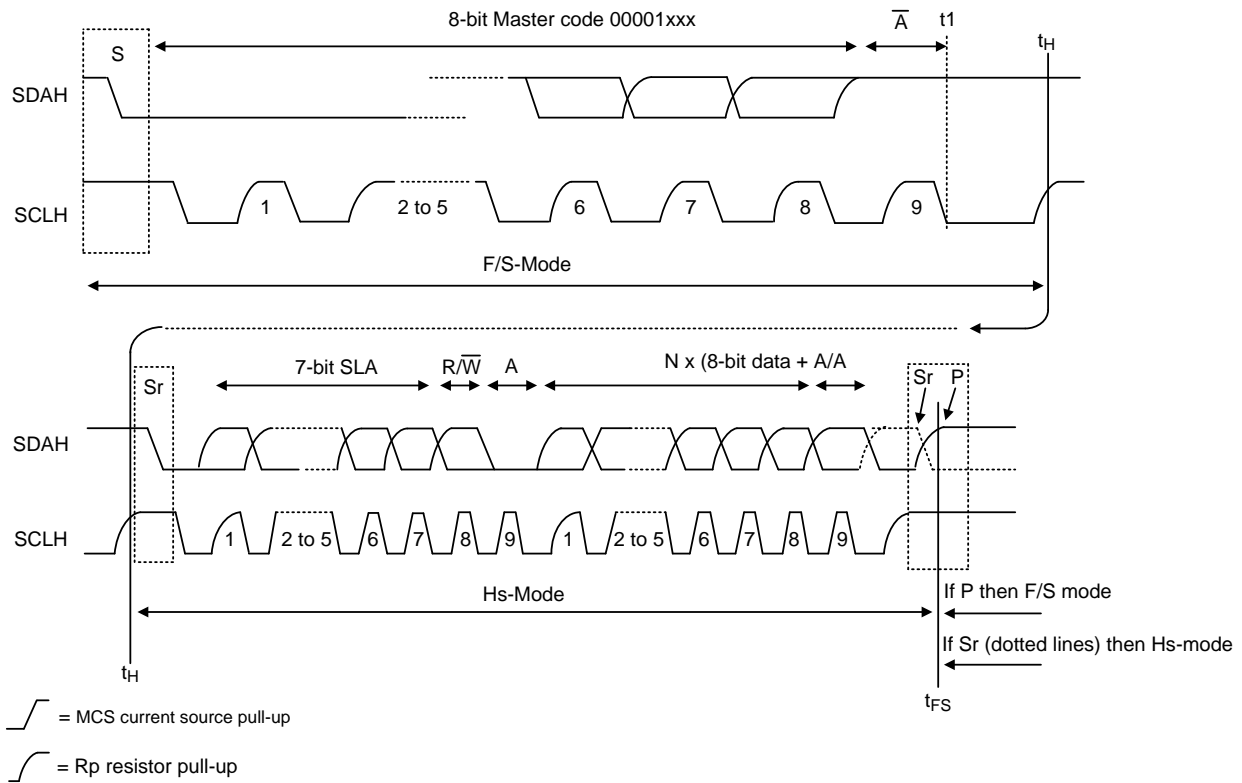 8-bit Master code 00001xxx
A̅
t1
S
tH
SDAH
SCLH
1
2 to 5
6
7
8
9
F/S-Mode
7-bit SLA
R/W̅
A
N x (8-bit data + A/A
Sr
Sr
P
SDAH
SCLH
1
2 to 5
6
7
8
9
1
2 to 5
6
7
8
9
Hs-Mode
If P then F/S mode
If Sr (dotted lines) then Hs-mode
tH
tFS
= MCS current source pull-up
= Rp resistor pull-up